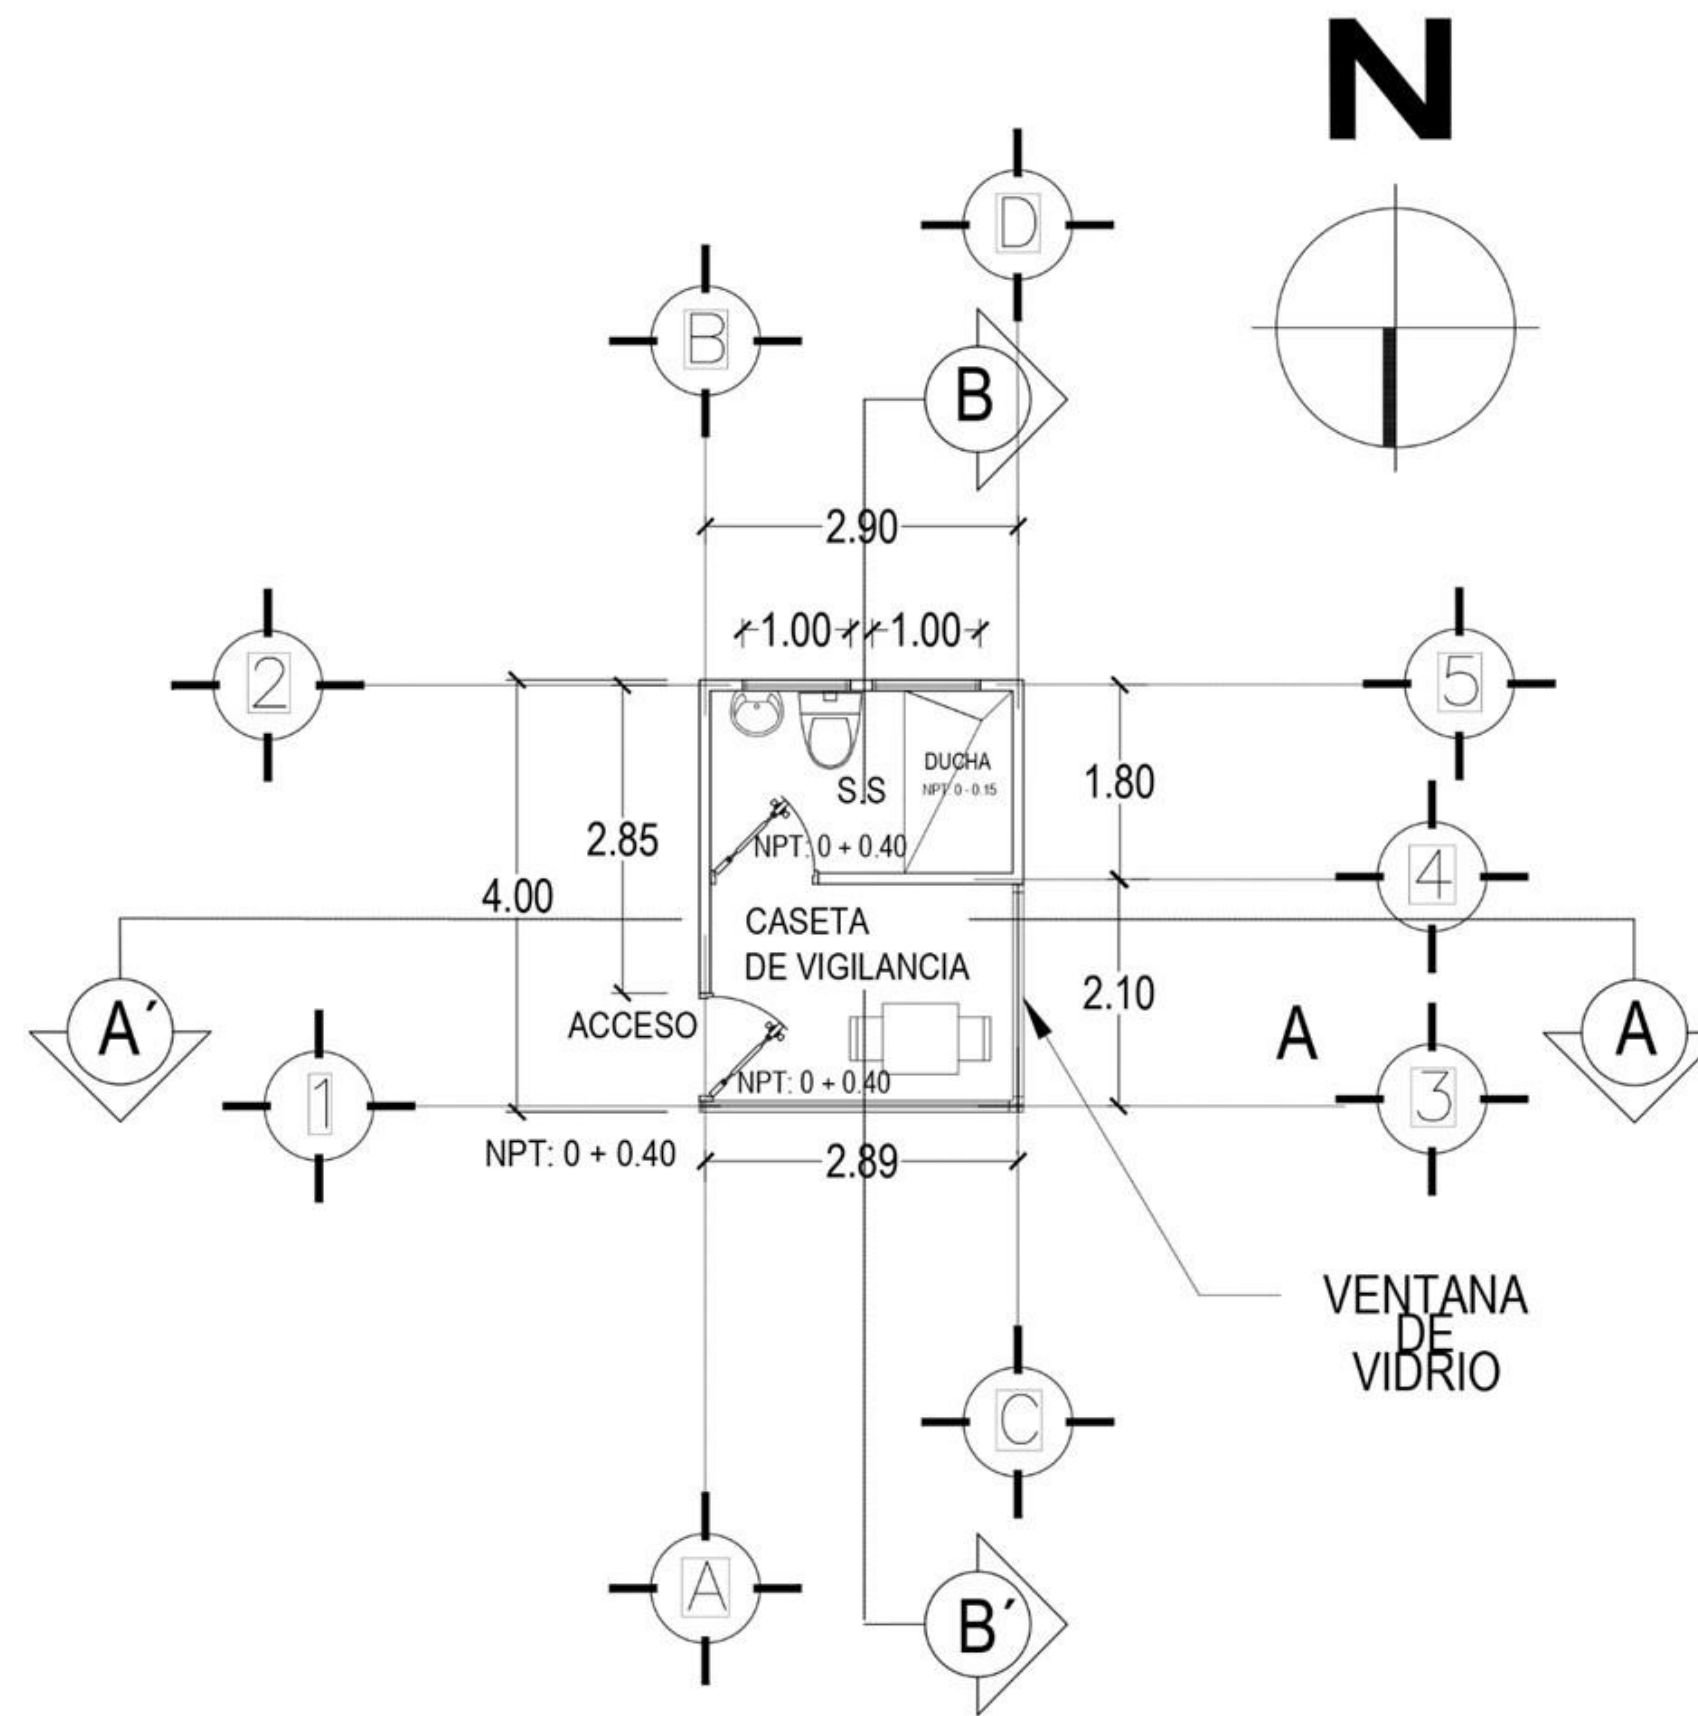 N
D
B
B
2.90
1.00 1.00
2
5
DUCHA
NPT: 0 - 0.15
S.S
1.80
2.85
NPT: 0 + 0.40
4
4.00
CASETA
DE VIGILANCIA
2.10
A´
ACCESO
A
A
1
NPT: 0 + 0.40
3
NPT: 0 + 0.40
2.89
VENTANA
DE
VIDRIO
C
A
B´